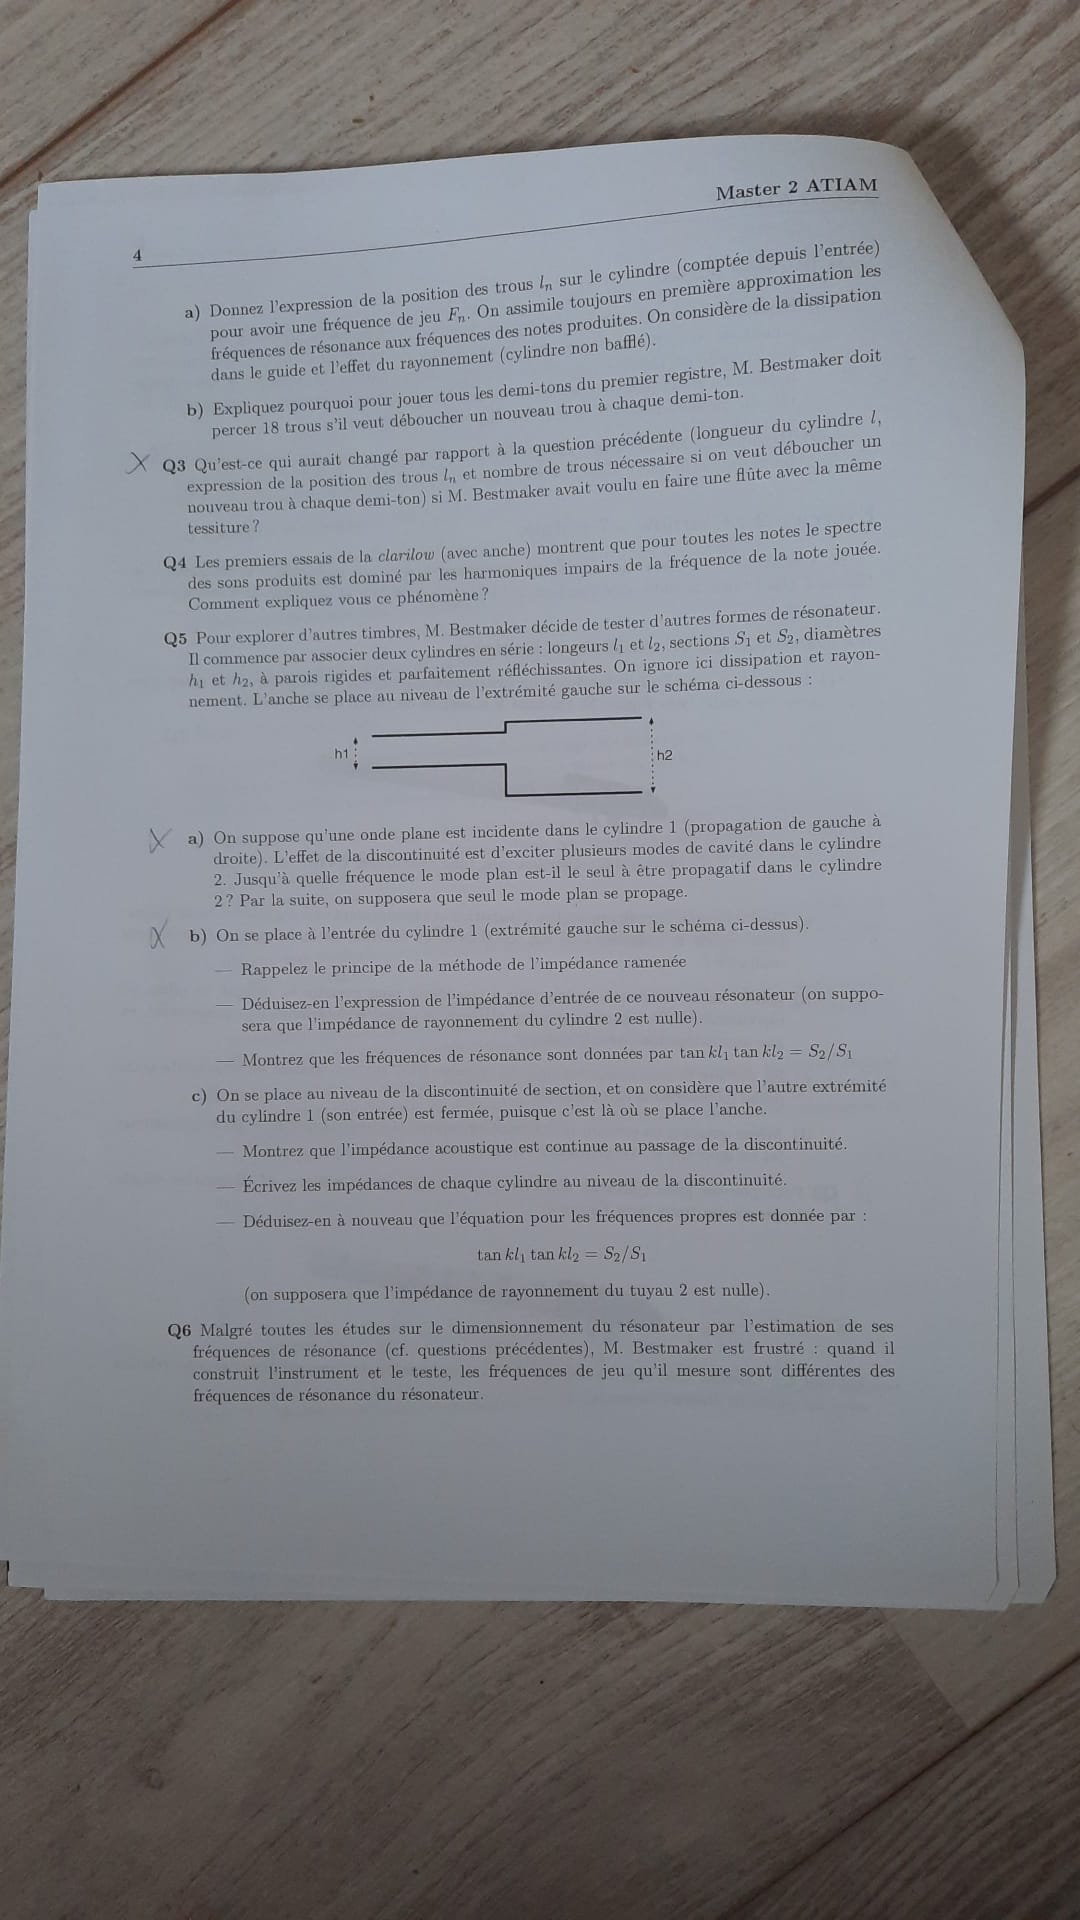 Master 2 ATIAM
4
a) Donnez l'expression de la position des trous lₙ sur le cylindre (comptée depuis l'entrée)
pour avoir une fréquence de jeu Fₙ. On assimile toujours en première approximation les
fréquences de résonance aux fréquences des notes produites. On considère de la dissipation
dans le guide et l'effet du rayonnement (cylindre non bafflé).
b) Expliquez pourquoi pour jouer tous les demi-tons du premier registre, M. Bestmaker doit
percer 18 trous s'il veut déboucher un nouveau trou à chaque demi-ton.
Q3 Qu'est-ce qui aurait changé par rapport à la question précédente (longueur du cylindre l,
expression de la position des trous lₙ et nombre de trous nécessaire si on veut déboucher un
nouveau trou à chaque demi-ton) si M. Bestmaker avait voulu en faire une flûte avec la même
tessiture ?
Q4 Les premiers essais de la clarilow (avec anche) montrent que pour toutes les notes le spectre
des sons produits est dominé par les harmoniques impairs de la fréquence de la note jouée.
Comment expliquez vous ce phénomène ?
Q5 Pour explorer d'autres timbres, M. Bestmaker décide de tester d'autres formes de résonateur.
Il commence par associer deux cylindres en série : longeurs l₁ et l₂, sections S₁ et S₂, diamètres
h₁ et h₂, à parois rigides et parfaitement réfléchissantes. On ignore ici dissipation et rayon-
nement. L'anche se place au niveau de l'extrémité gauche sur le schéma ci-dessous :
h1
h2
a) On suppose qu'une onde plane est incidente dans le cylindre 1 (propagation de gauche à
droite). L'effet de la discontinuité est d'exciter plusieurs modes de cavité dans le cylindre
2. Jusqu'à quelle fréquence le mode plan est-il le seul à être propagatif dans le cylindre
2 ? Par la suite, on supposera que seul le mode plan se propage.
b) On se place à l'entrée du cylindre 1 (extrémité gauche sur le schéma ci-dessus).
— Rappelez le principe de la méthode de l'impédance ramenée
— Déduisez-en l'expression de l'impédance d'entrée de ce nouveau résonateur (on suppo-
sera que l'impédance de rayonnement du cylindre 2 est nulle).
— Montrez que les fréquences de résonance sont données par tan kl₁ tan kl₂ = S₂/S₁
c) On se place au niveau de la discontinuité de section, et on considère que l'autre extrémité
du cylindre 1 (son entrée) est fermée, puisque c'est là où se place l'anche.
— Montrez que l'impédance acoustique est continue au passage de la discontinuité.
— Écrivez les impédances de chaque cylindre au niveau de la discontinuité.
— Déduisez-en à nouveau que l'équation pour les fréquences propres est donnée par :
tan kl₁ tan kl₂ = S₂/S₁
(on supposera que l'impédance de rayonnement du tuyau 2 est nulle).
Q6 Malgré toutes les études sur le dimensionnement du résonateur par l'estimation de ses
fréquences de résonance (cf. questions précédentes), M. Bestmaker est frustré : quand il
construit l'instrument et le teste, les fréquences de jeu qu'il mesure sont différentes des
fréquences de résonance du résonateur.